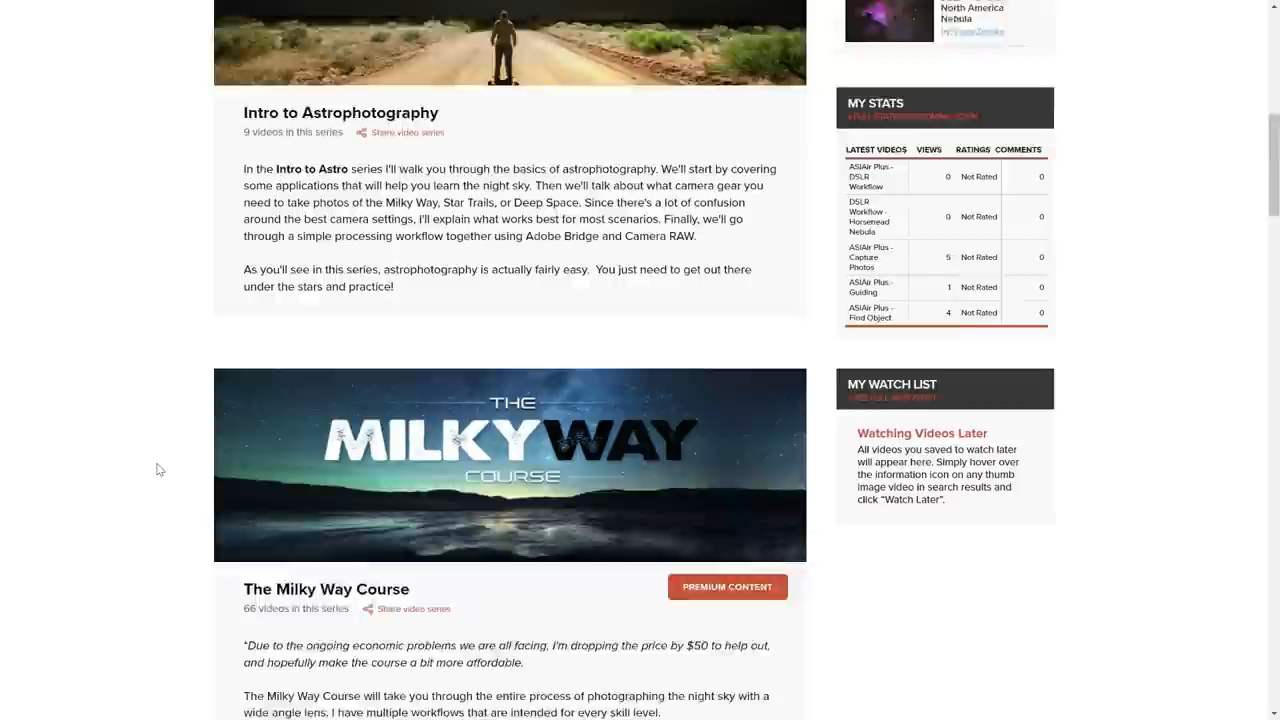 Intro to Astrophotography
9 videos in this series
Share video series
In the Intro to Astro series I'll walk you through the basics of astrophotography. We'll start by covering
some applications that will help you learn the night sky. Then we'll talk about what camera gear you
need to take photos of the Milky Way, Star Trails, or Deep Space. Since there's a lot of confusion
around the best camera settings, I'll explain what works best for most scenarios. Finally, we'll go
through a simple processing workflow together using Adobe Bridge and Camera RAW.
As you'll see in this series, astrophotography is actually fairly easy. You just need to get out there
under the stars and practice!
THE
MILKY WAY
COURSE
The Milky Way Course
PREMIUM CONTENT
66 videos in this series
Share video series
"Due to the ongoing economic problems we are all facing, I'm dropping the price by $50 to help out,
and hopefully make the course a bit more affordable.
The Milky Way Course will take you through the entire process of photographing the night sky with a
wide angle lens. I have multiple workflows that are intended for every skill level.
North America
Nebula
MY STATS
LATEST VIDEOS VIEWS RATINGS COMMENTS
ASIAir Plus -
DSLR
Workflow
0 Not Rated 0
DSLR
Workflow -
Horsehead
Nebula
0 Not Rated 0
ASIAir Plus -
Capture
Photos
5 Not Rated 0
ASIAir Plus -
Guiding
1 Not Rated 0
ASIAir Plus -
Find Object
4 Not Rated 0
MY WATCH LIST
Watching Videos Later
All videos you saved to watch later
will appear here. Simply hover over
the information icon on any thumb
image video in search results and
click "Watch Later".